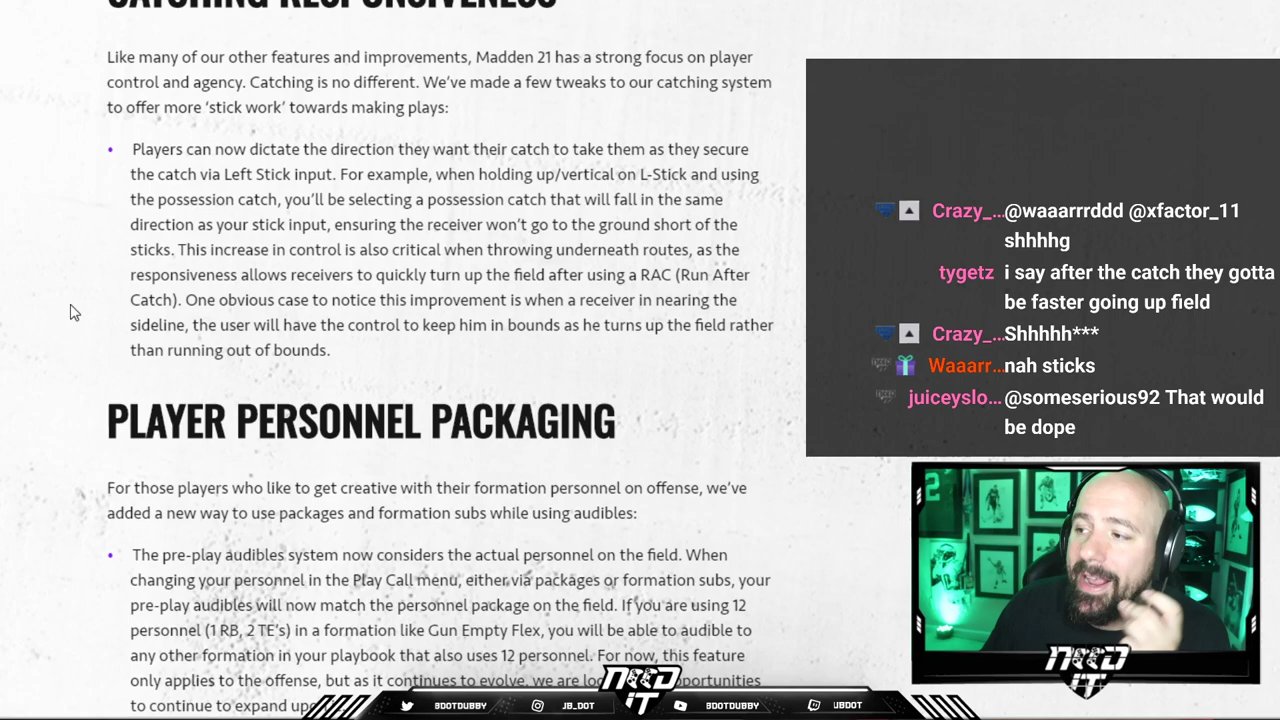 CATCHING RESPONSIVENESS
Like many of our other features and improvements, Madden 21 has a strong focus on player
control and agency. Catching is no different. We've made a few tweaks to our catching system
to offer more 'stick work' towards making plays:
• Players can now dictate the direction they want their catch to take them as they secure
the catch via Left Stick input. For example, when holding up/vertical on L-Stick and using
the possession catch, you'll be selecting a possession catch that will fall in the same
direction as your stick input, ensuring the receiver won't go to the ground short of the
sticks. This increase in control is also critical when throwing underneath routes, as the
responsiveness allows receivers to quickly turn up the field after using a RAC (Run After
Catch). One obvious case to notice this improvement is when a receiver in nearing the
sideline, the user will have the control to keep him in bounds as he turns up the field rather
than running out of bounds.
PLAYER PERSONNEL PACKAGING
For those players who like to get creative with their formation personnel on offense, we've
added a new way to use packages and formation subs while using audibles:
• The pre-play audibles system now considers the actual personnel on the field. When
changing your personnel in the Play Call menu, either via packages or formation subs, your
pre-play audibles will now match the personnel package on the field. If you are using 12
personnel (1 RB, 2 TE's) in a formation like Gun Empty Flex, you will be able to audible to
any other formation in your playbook that also uses 12 personnel. For now, this feature
only applies to the offense, but as it continues to evolve, we are loo pportunities
to continue to expand upo
Crazy_... @waaarrrddd @xfactor_11
shhhhg
tygetz i say after the catch they gotta
be faster going up field
Crazy_... Shhhhh***
Waaarr... nah sticks
juiceyslo... @someserious92 That would
be dope
2
NERD
IT
NERD
IT
BDOTDUBBY
JB_DOT
BDOTDUBBY
UBDOT